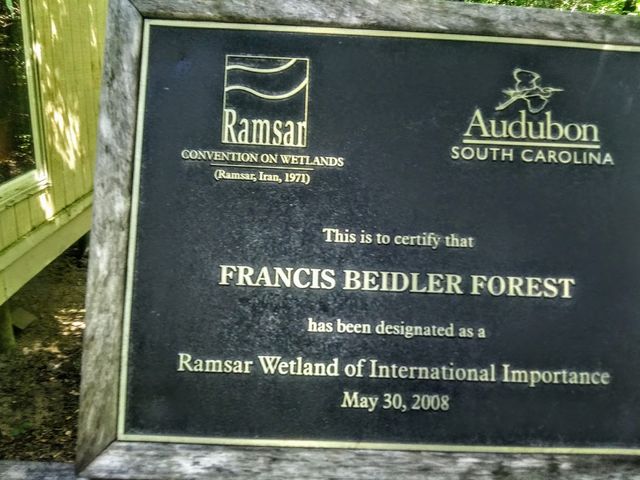 Ramsar
CONVENTION ON WETLANDS
(Ramsar, Iran, 1971)
Audubon
SOUTH CAROLINA
This is to certify that
FRANCIS BEIDLER FOREST
has been designated as a
Ramsar Wetland of International Importance
May 30, 2008